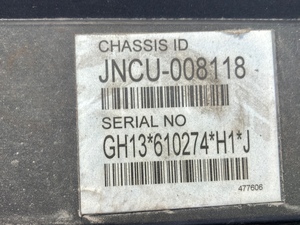 CHASSIS ID
JNCU-008118
SERIAL NO
GH13*610274*H1*J
477606